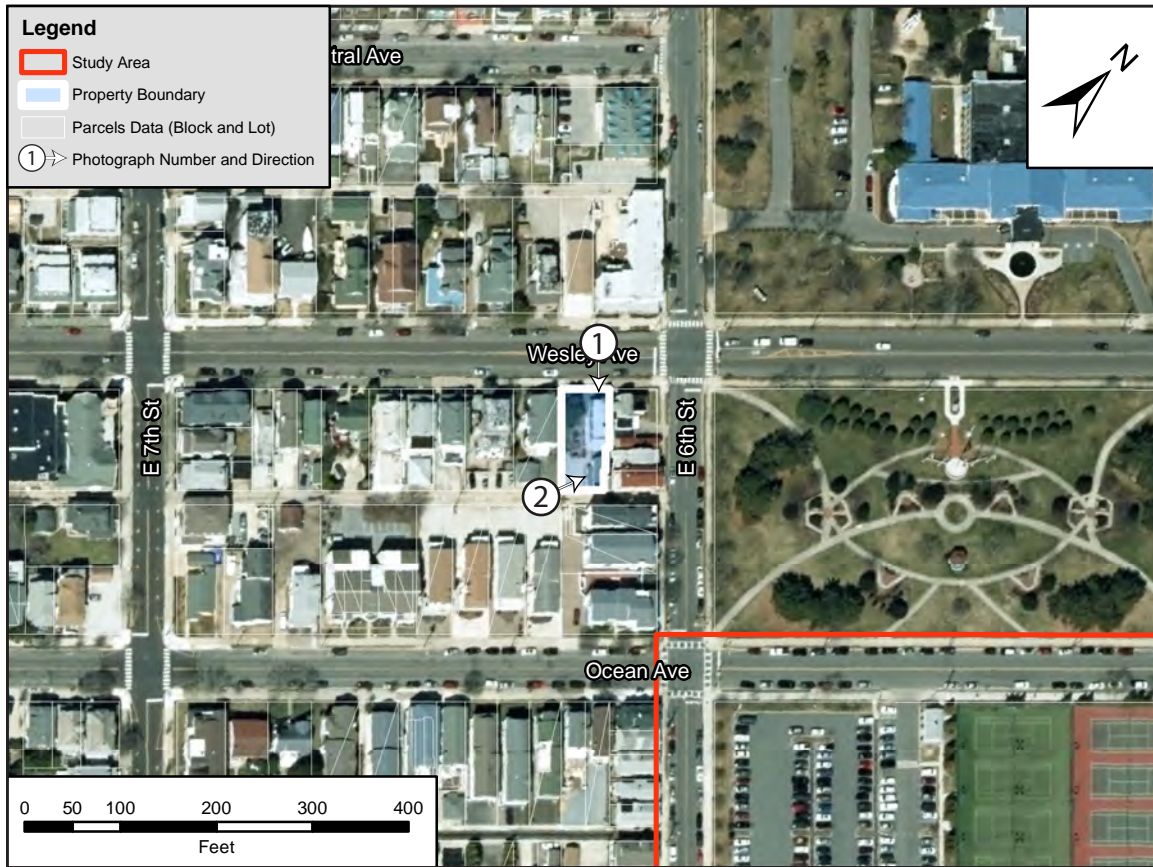 Legend
Study Area
Property Boundary
Parcels Data (Block and Lot)
1 Photograph Number and Direction
tral Ave
N
1
Wesley Ave
E 7th St
E 6th St
2
Ocean Ave
0 50 100 200 300 400
Feet